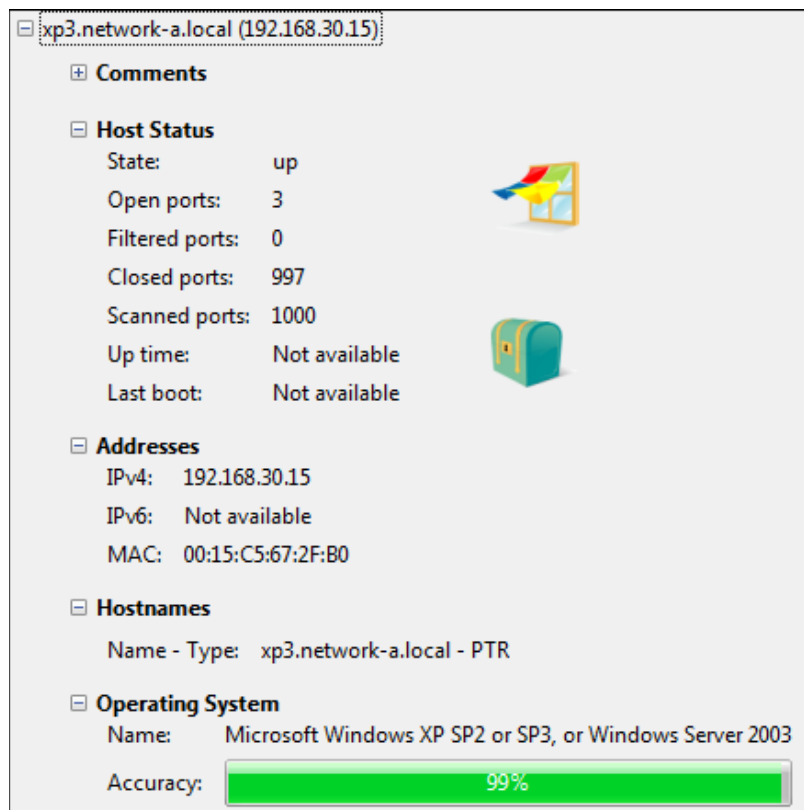 xp3.network-a.local (192.168.30.15)
Comments
Host Status
State: up
Open ports: 3
Filtered ports: 0
Closed ports: 997
Scanned ports: 1000
Up time: Not available
Last boot: Not available
Addresses
IPv4: 192.168.30.15
IPv6: Not available
MAC: 00:15:C5:67:2F:B0
Hostnames
Name - Type: xp3.network-a.local - PTR
Operating System
Name: Microsoft Windows XP SP2 or SP3, or Windows Server 2003
Accuracy: 99%